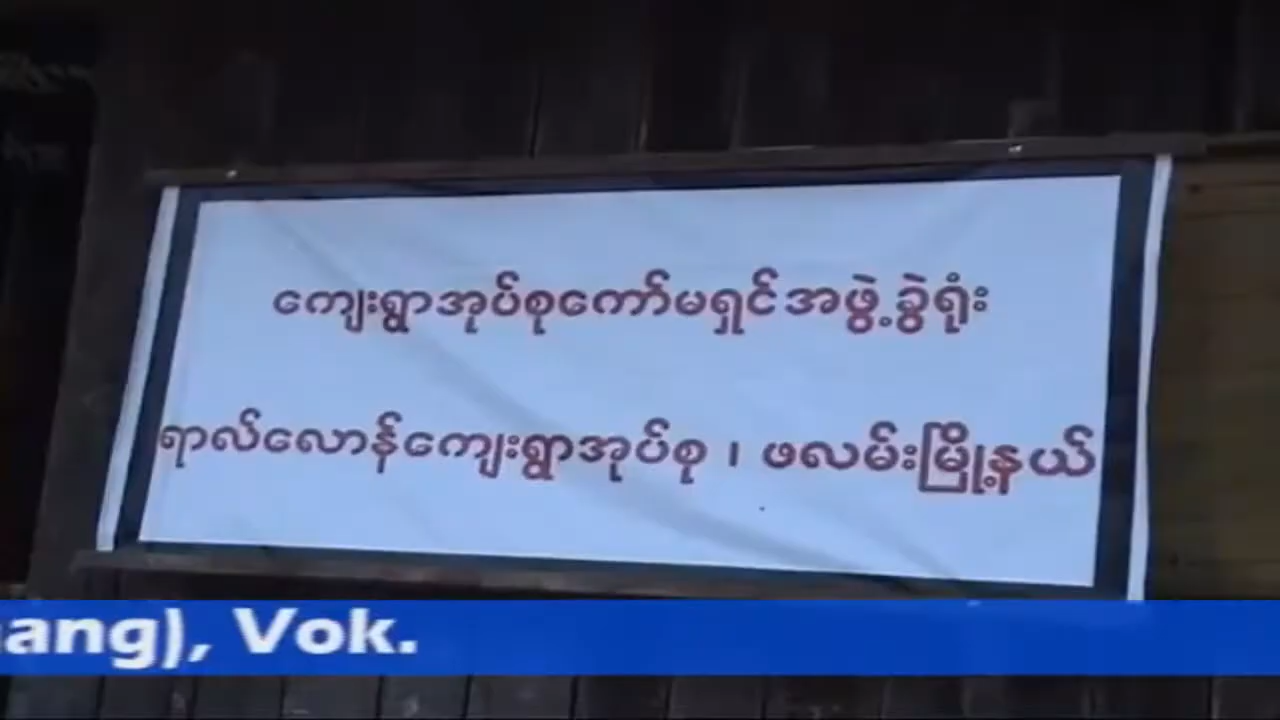 ကျေးရွာအုပ်စုကော်မရှင်အဖွဲ့ခွဲရုံး
ရာလ်လောန်ကျေးရွာအုပ်စု ၊ ဖလမ်းမြို့နယ်
ang), Vok.